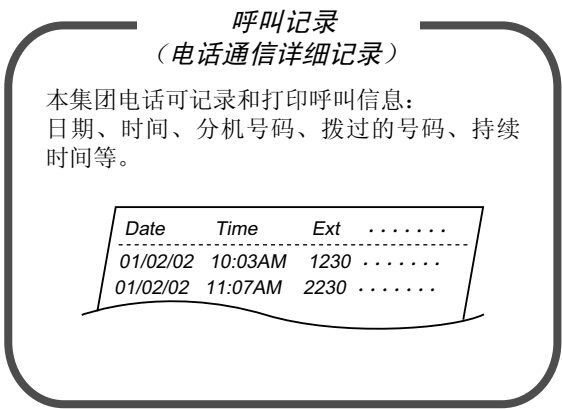 呼叫记录
（电话通信详细记录）
本集团电话可记录和打印呼叫信息：
日期、时间、分机号码、拨过的号码、持续
时间等。
Date Time Ext ·······
01/02/02 10:03AM 1230 ·······
01/02/02 11:07AM 2230 ·······